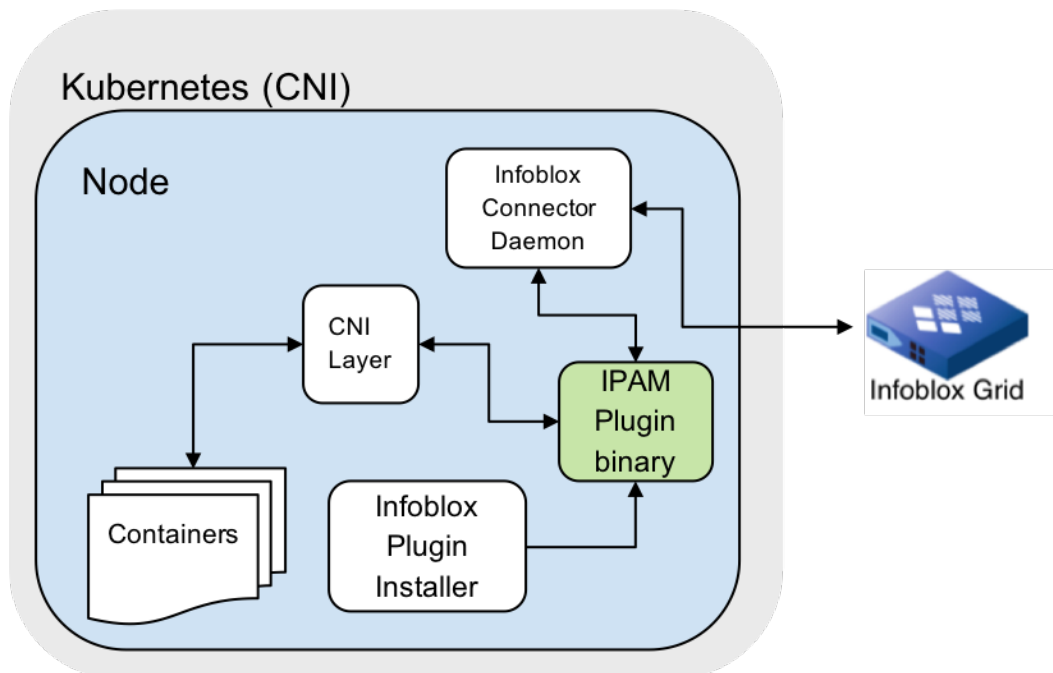 Kubernetes (CNI)
Node
Infoblox
Connector
Daemon
CNI
Layer
IPAM
Plugin
binary
Infoblox Grid
Containers
Infoblox
Plugin
Installer